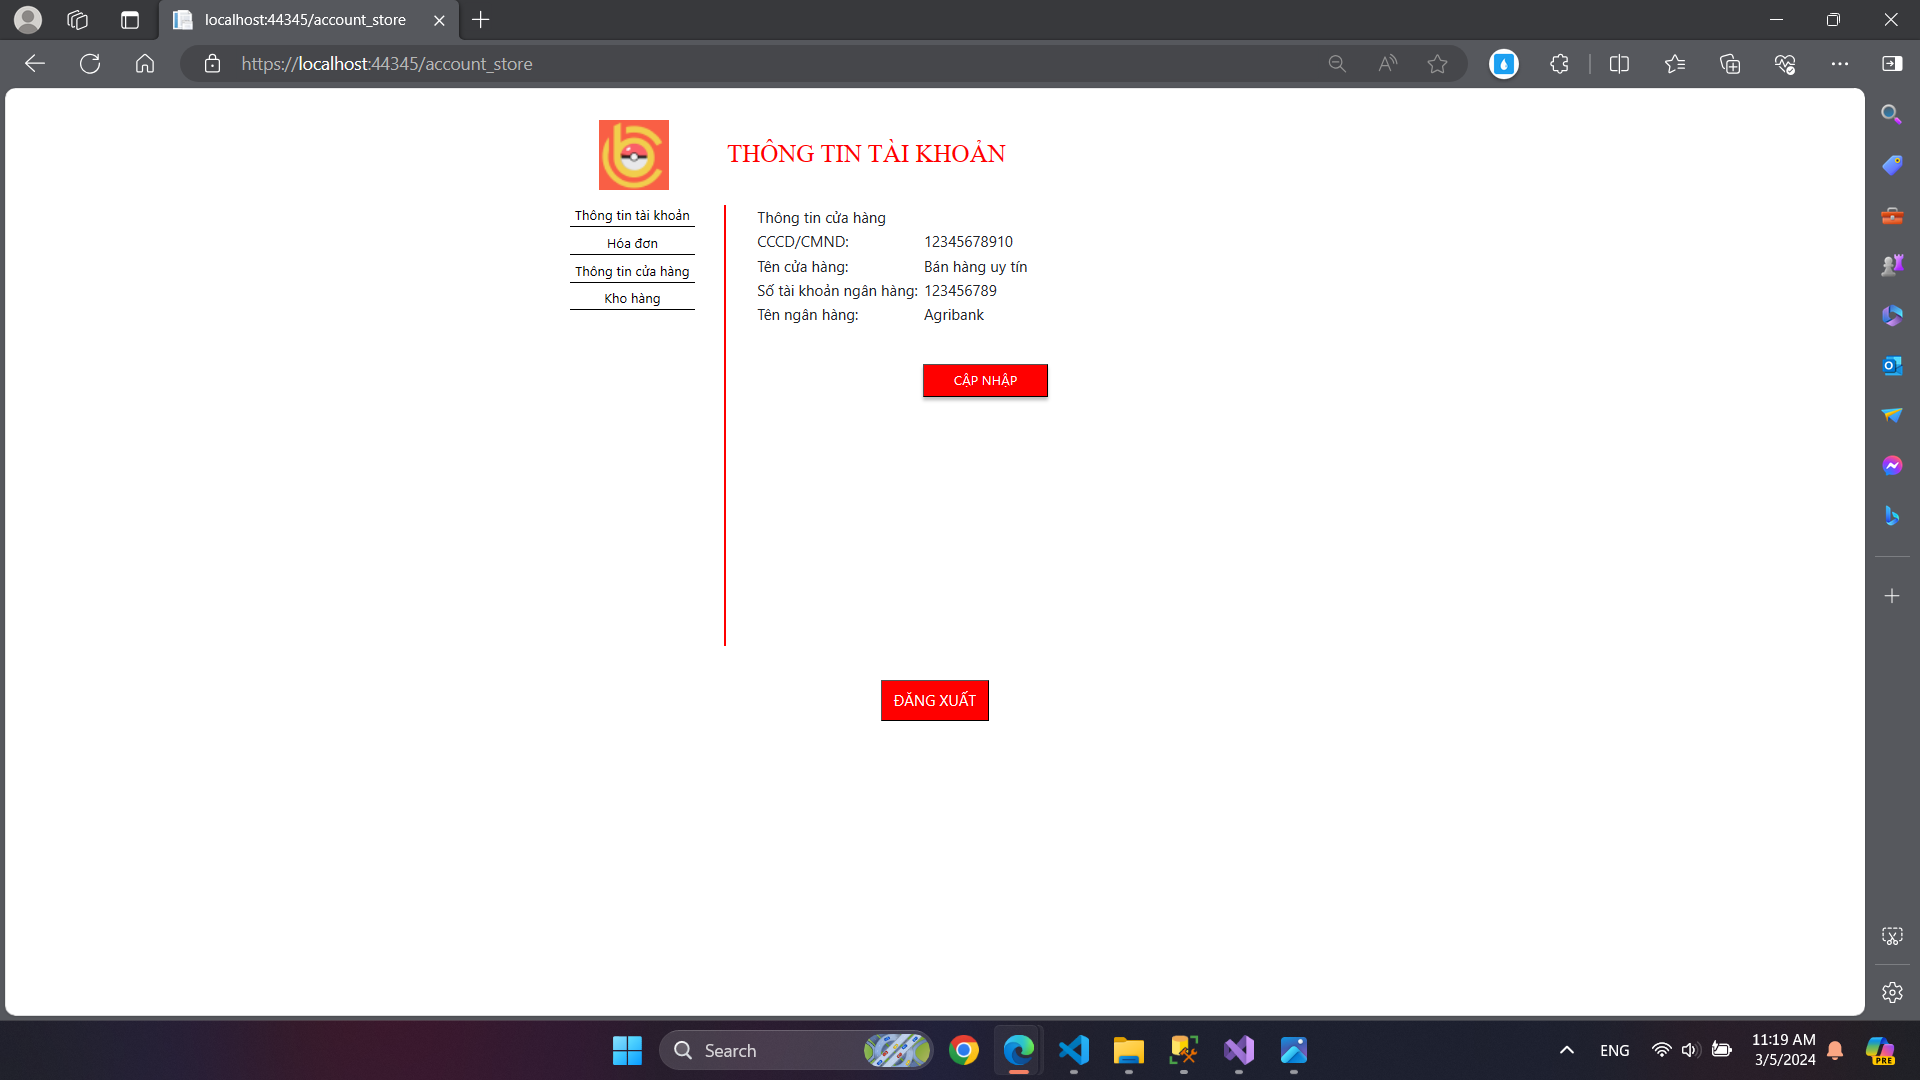 localhost:44345/account_store
https://localhost:44345/account_store
THÔNG TIN TÀI KHOẢN
Thông tin tài khoản
Hóa đơn
Thông tin cửa hàng
Kho hàng
Thông tin cửa hàng
CCCD/CMND: 12345678910
Tên cửa hàng: Bán hàng uy tín
Số tài khoản ngân hàng: 123456789
Tên ngân hàng: Agribank
CẬP NHẬP
ĐĂNG XUẤT
Search
ENG
11:19 AM
3/5/2024
PRE